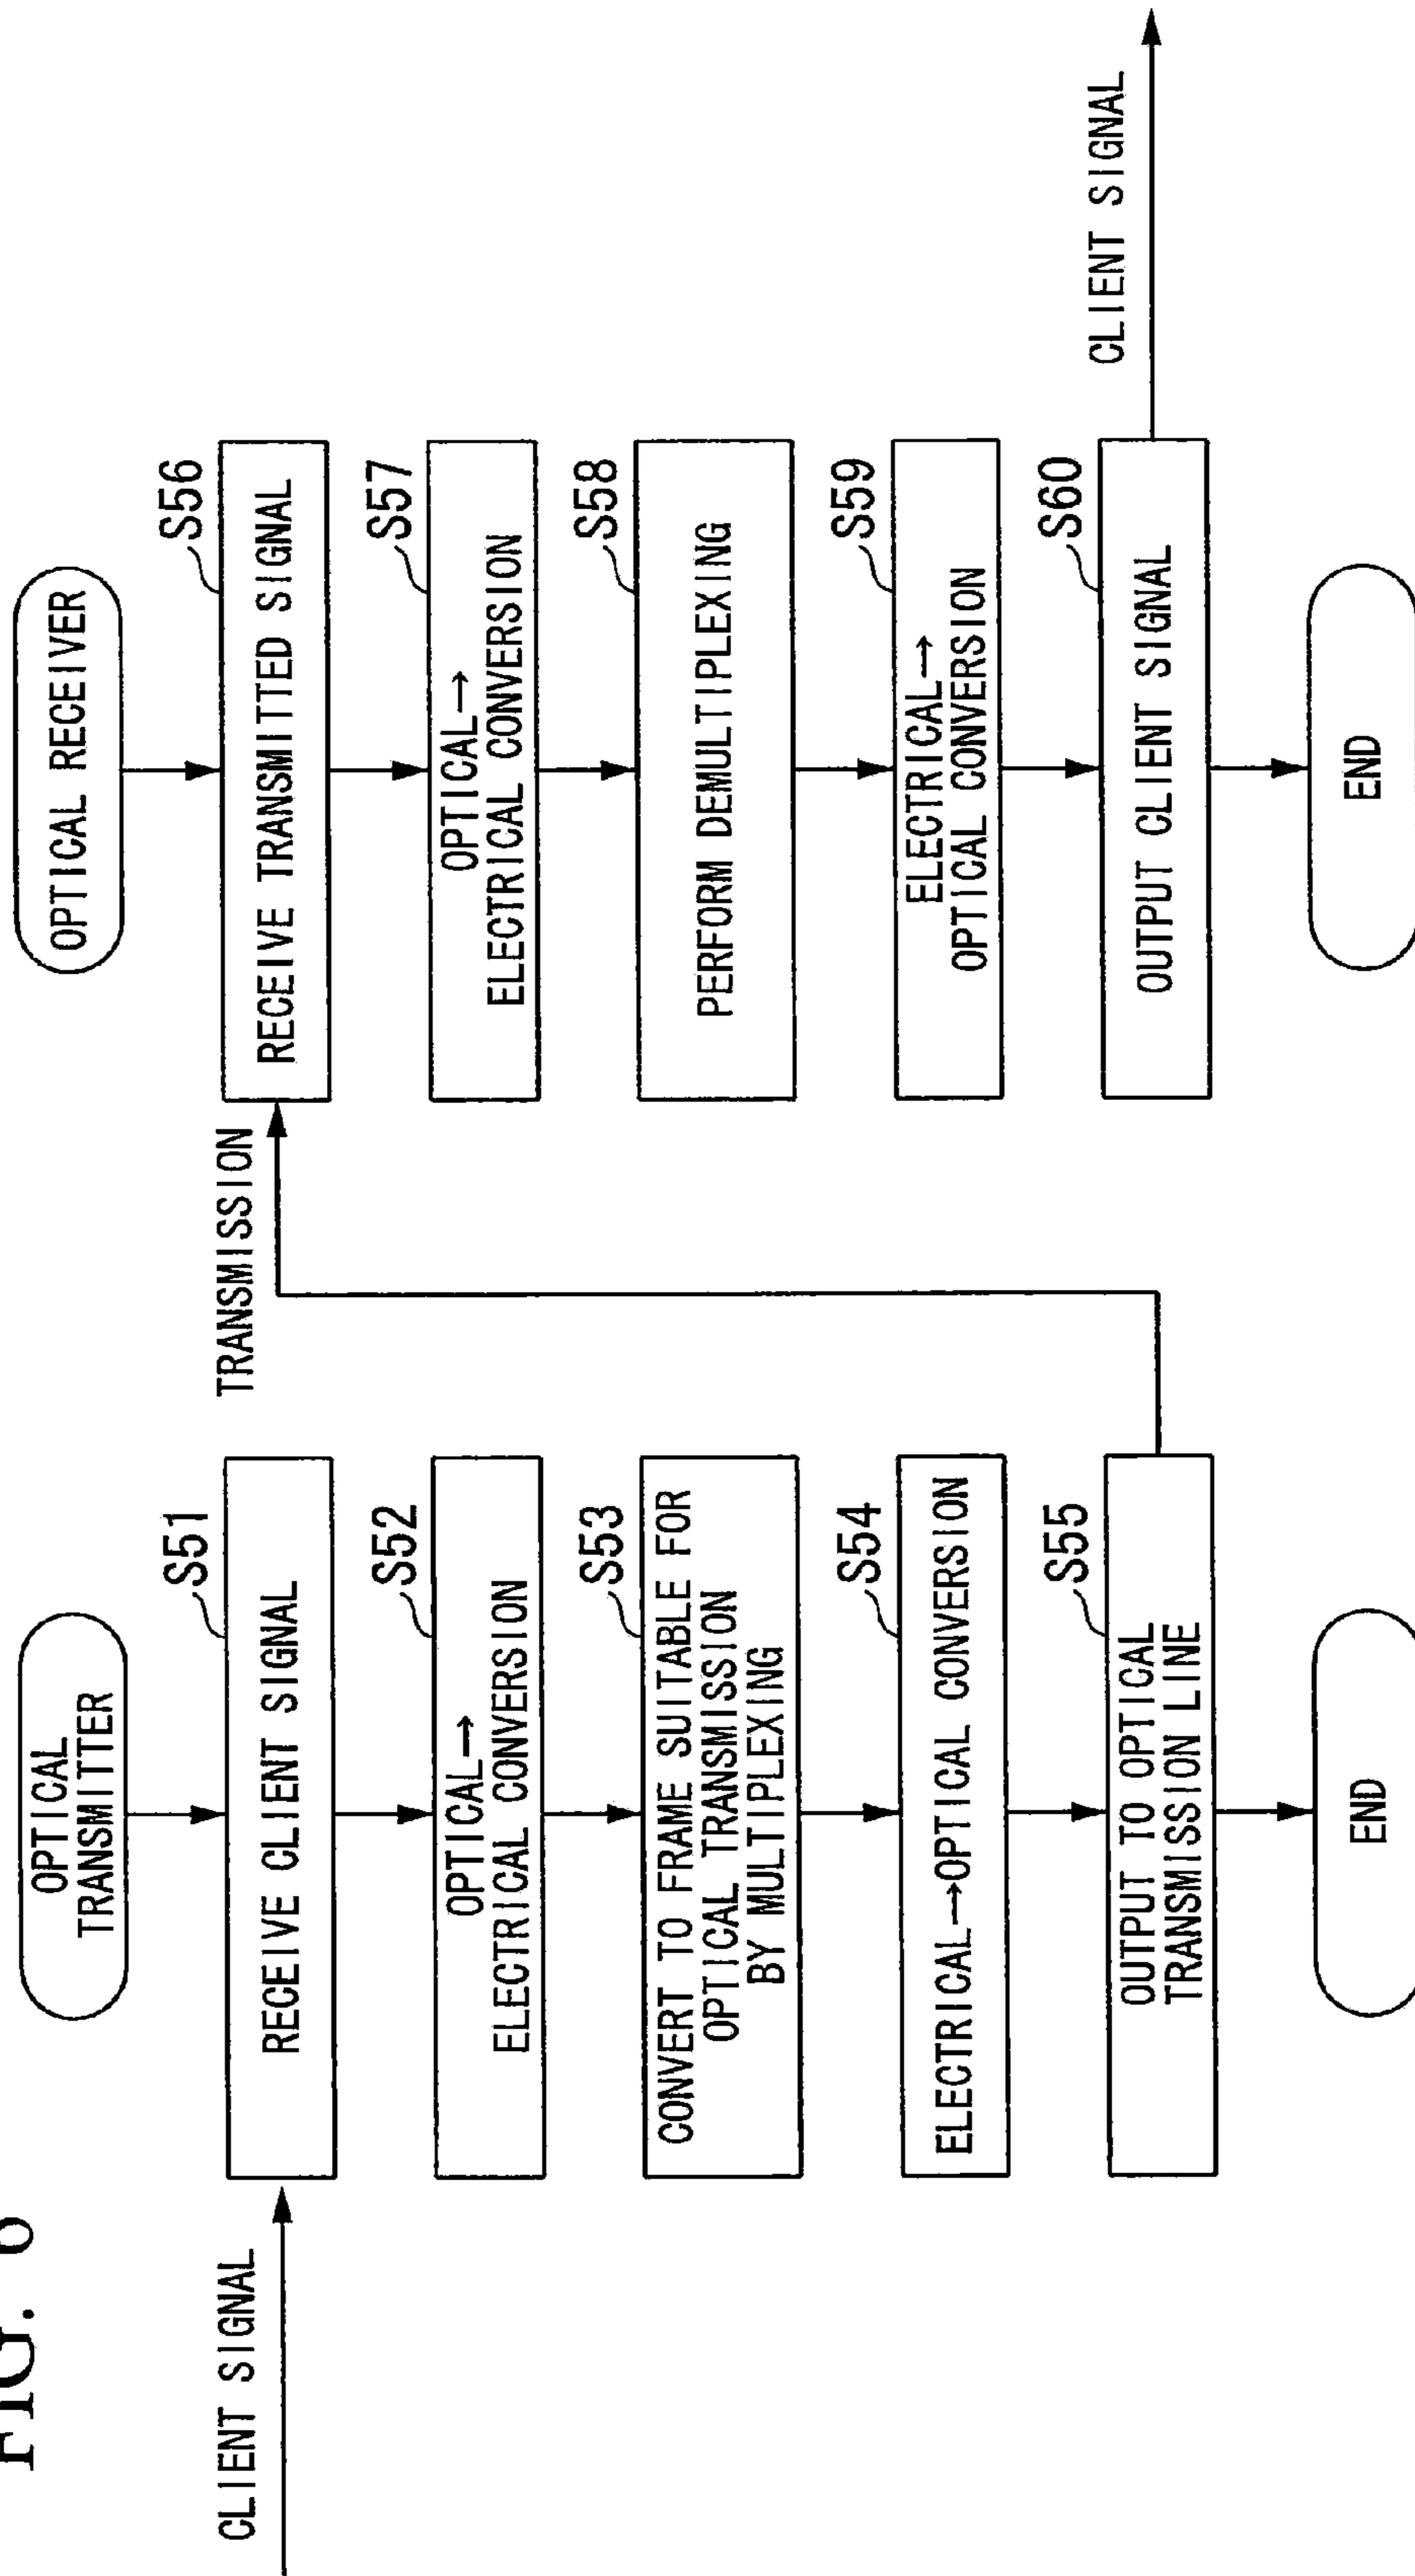 FIG. 6
CLIENT SIGNAL
OPTICAL
TRANSMITTER
S51
RECEIVE CLIENT SIGNAL
S52
OPTICAL→
ELECTRICAL CONVERSION
S53
CONVERT TO FRAME SUITABLE FOR
OPTICAL TRANSMISSION
BY MULTIPLEXING
S54
ELECTRICAL→OPTICAL CONVERSION
S55
OUTPUT TO OPTICAL
TRANSMISSION LINE
END
TRANSMISSION
OPTICAL RECEIVER
S56
RECEIVE TRANSMITTED SIGNAL
S57
OPTICAL→
ELECTRICAL CONVERSION
S58
PERFORM DEMULTIPLEXING
S59
ELECTRICAL→
OPTICAL CONVERSION
S60
OUTPUT CLIENT SIGNAL
END
CLIENT SIGNAL